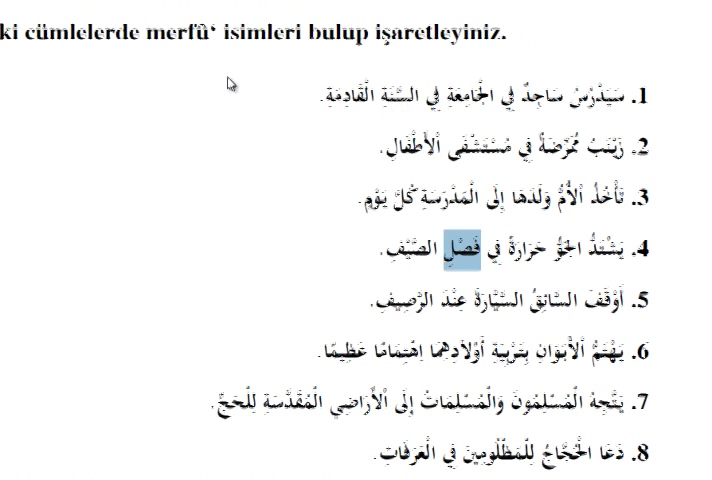 ki cümlelerde merfû‘ isimleri bulup işaretleyiniz.
1. سَيَدْرُسُ سَاجِدٌ فِي الْجَامِعَةِ فِي السَّنَةِ الْقَادِمَةِ.
2. زَيْنَبُ مُمَرِّضَةٌ فِي مُسْتَشْفَى الْأَطْفَالِ.
3. تَأْخُذُ الْأُمُّ وَلَدَهَا إِلَى الْمَدْرَسَةِ كُلَّ يَوْمٍ.
4. يَشْتَدُّ الْجَوُّ حَرَارَةً فِي فَصْلِ الصَّيْفِ.
5. أَوْقَفَ السَّائِقُ السَّيَّارَةَ عِنْدَ الرَّصِيفِ.
6. يَهْتَمُّ الْأَبَوَانِ بِتَرْبِيَةِ أَوْلَادِهِمَا اهْتِمَامًا عَظِيمًا.
7. يَتَّجِهُ الْمُسْلِمُونَ وَالْمُسْلِمَاتُ إِلَى الْأَرَاضِي الْمُقَدَّسَةِ لِلْحَجِّ.
8. دَعَا الْحُجَّاجُ لِلْمَظْلُومِينَ فِي الْعَرَفَاتِ.